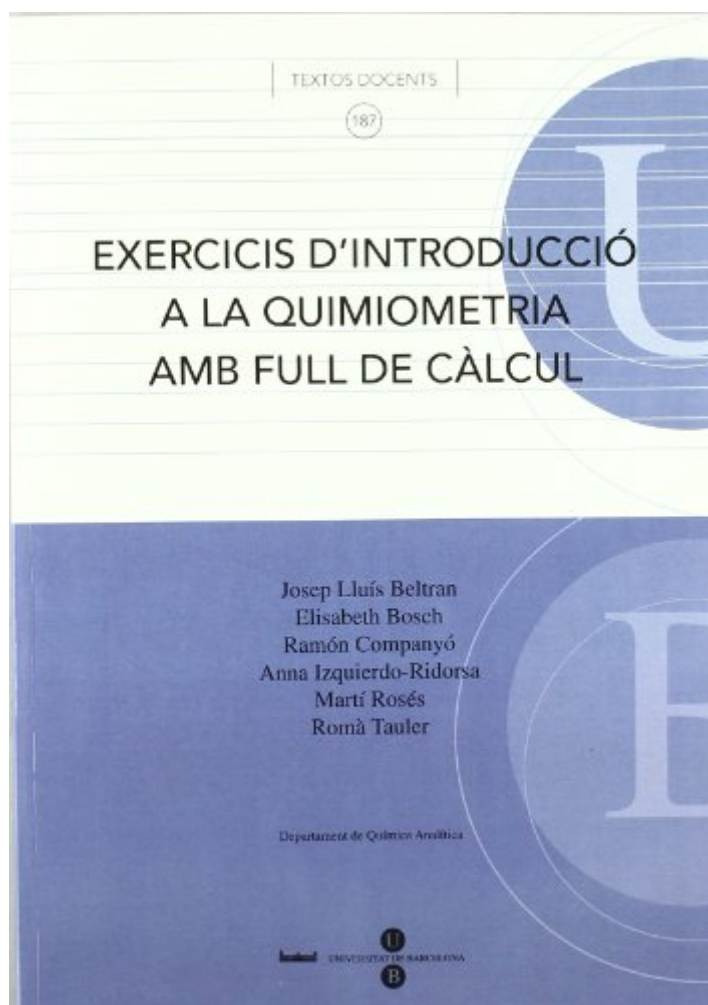 TEXTOS DOCENTS
187
U
EXERCICIS D'INTRODUCCIÓ
A LA QUIMIOMETRIA
AMB FULL DE CÀLCUL
B
Josep Lluís Beltran
Elisabeth Bosch
Ramón Companyó
Anna Izquierdo-Ridorsa
Martí Rosés
Romà Tauler
Departament de Química Analítica
U
UNIVERSITAT DE BARCELONA
B